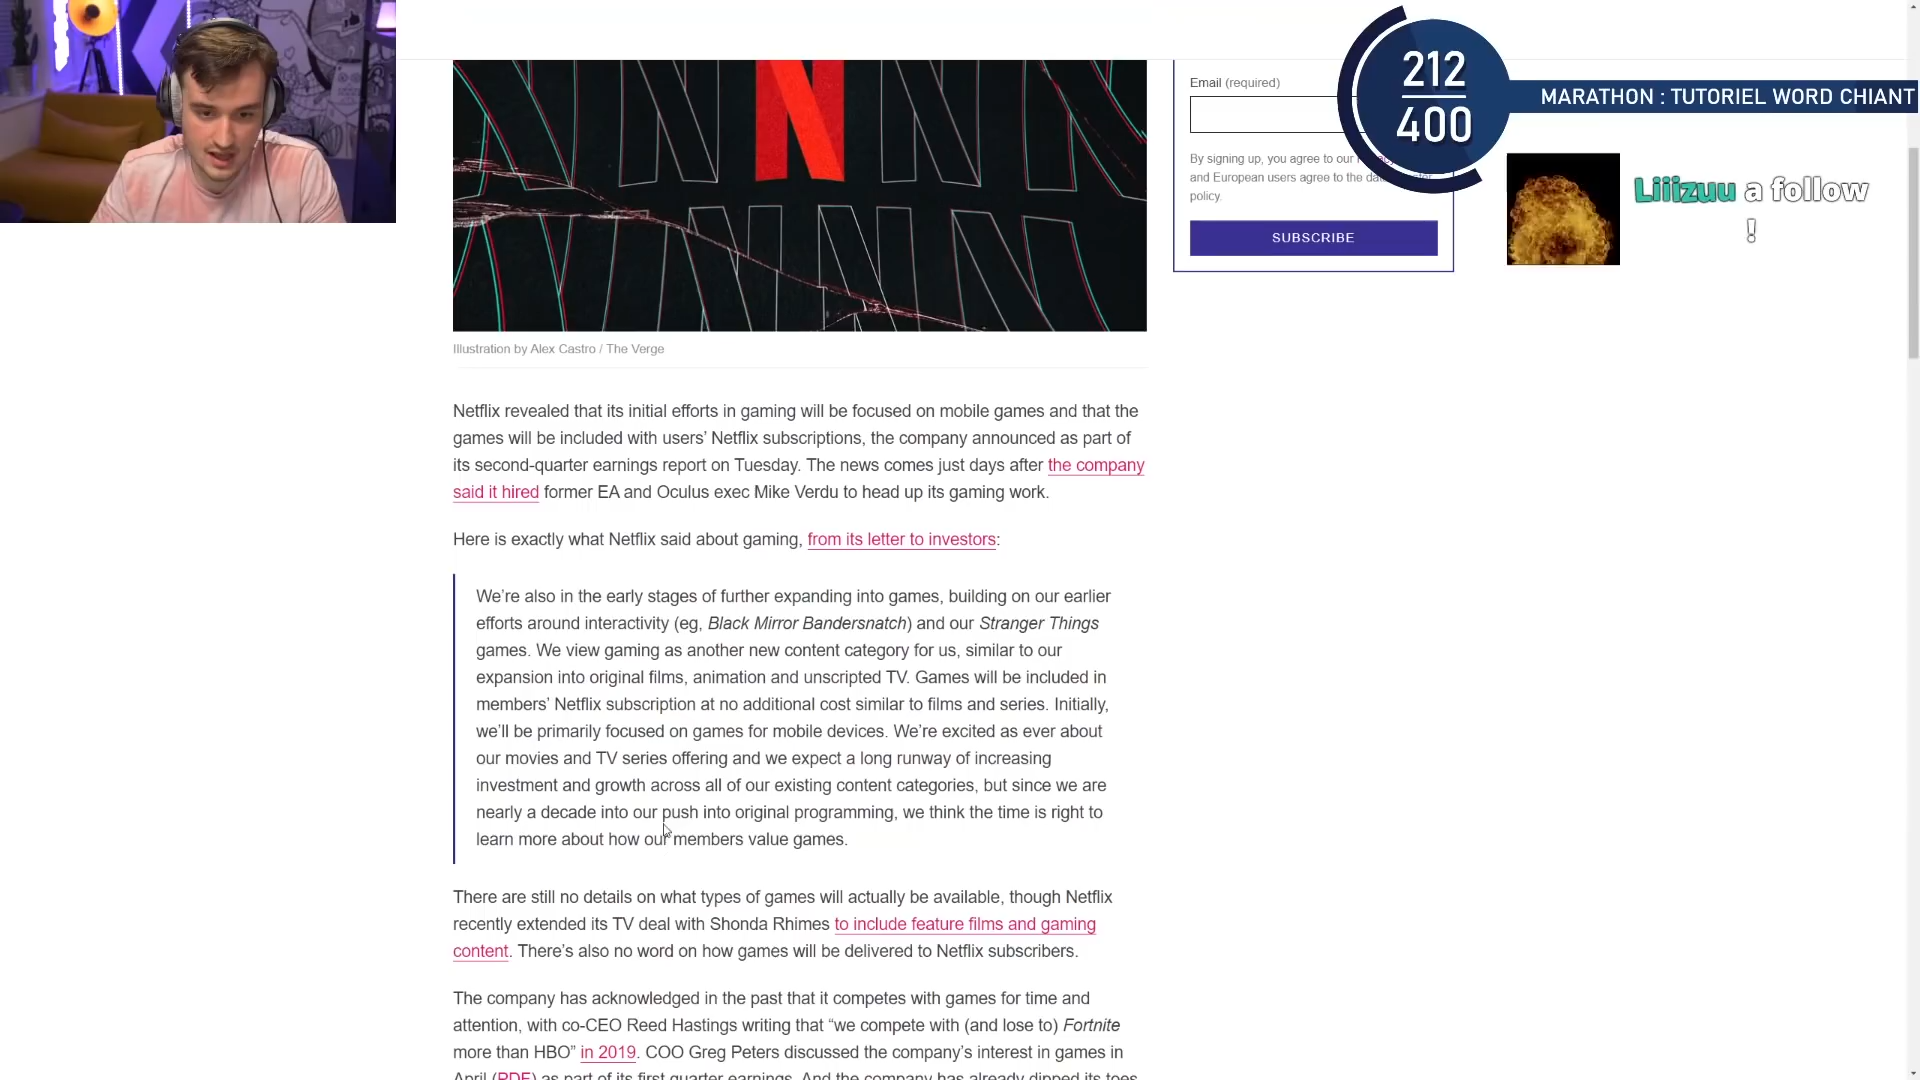 212
400
MARATHON : TUTORIEL WORD CHIANT
Liiizuu a follow
!
Email (required)
By signing up, you agree to our
and European users agree to the
policy.
SUBSCRIBE
N
Illustration by Alex Castro / The Verge
Netflix revealed that its initial efforts in gaming will be focused on mobile games and that the
games will be included with users’ Netflix subscriptions, the company announced as part of
its second-quarter earnings report on Tuesday. The news comes just days after the company
said it hired former EA and Oculus exec Mike Verdu to head up its gaming work.
Here is exactly what Netflix said about gaming, from its letter to investors:
We’re also in the early stages of further expanding into games, building on our earlier
efforts around interactivity (eg, Black Mirror Bandersnatch) and our Stranger Things
games. We view gaming as another new content category for us, similar to our
expansion into original films, animation and unscripted TV. Games will be included in
members’ Netflix subscription at no additional cost similar to films and series. Initially,
we’ll be primarily focused on games for mobile devices. We’re excited as ever about
our movies and TV series offering and we expect a long runway of increasing
investment and growth across all of our existing content categories, but since we are
nearly a decade into our push into original programming, we think the time is right to
learn more about how our members value games.
There are still no details on what types of games will actually be available, though Netflix
recently extended its TV deal with Shonda Rhimes to include feature films and gaming
content. There’s also no word on how games will be delivered to Netflix subscribers.
The company has acknowledged in the past that it competes with games for time and
attention, with co-CEO Reed Hastings writing that “we compete with (and lose to) Fortnite
more than HBO” in 2019. COO Greg Peters discussed the company’s interest in games in
April (PDF) as part of its first quarter earnings. And the company has already dipped its toes